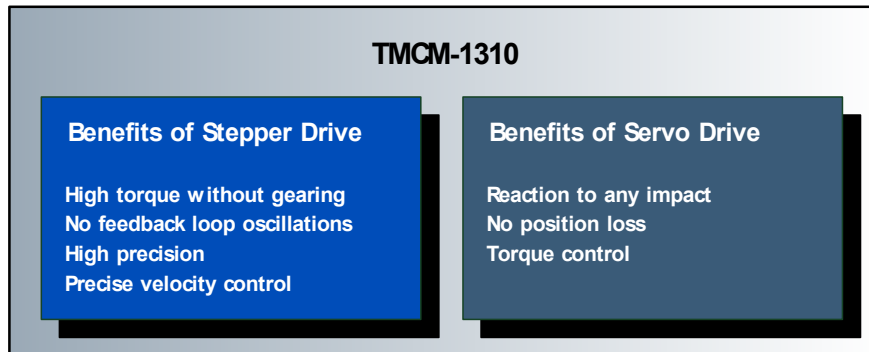 TMCM-1310
Benefits of Stepper Drive
High torque without gearing
No feedback loop oscillations
High precision
Precise velocity control
Benefits of Servo Drive
Reaction to any impact
No position loss
Torque control